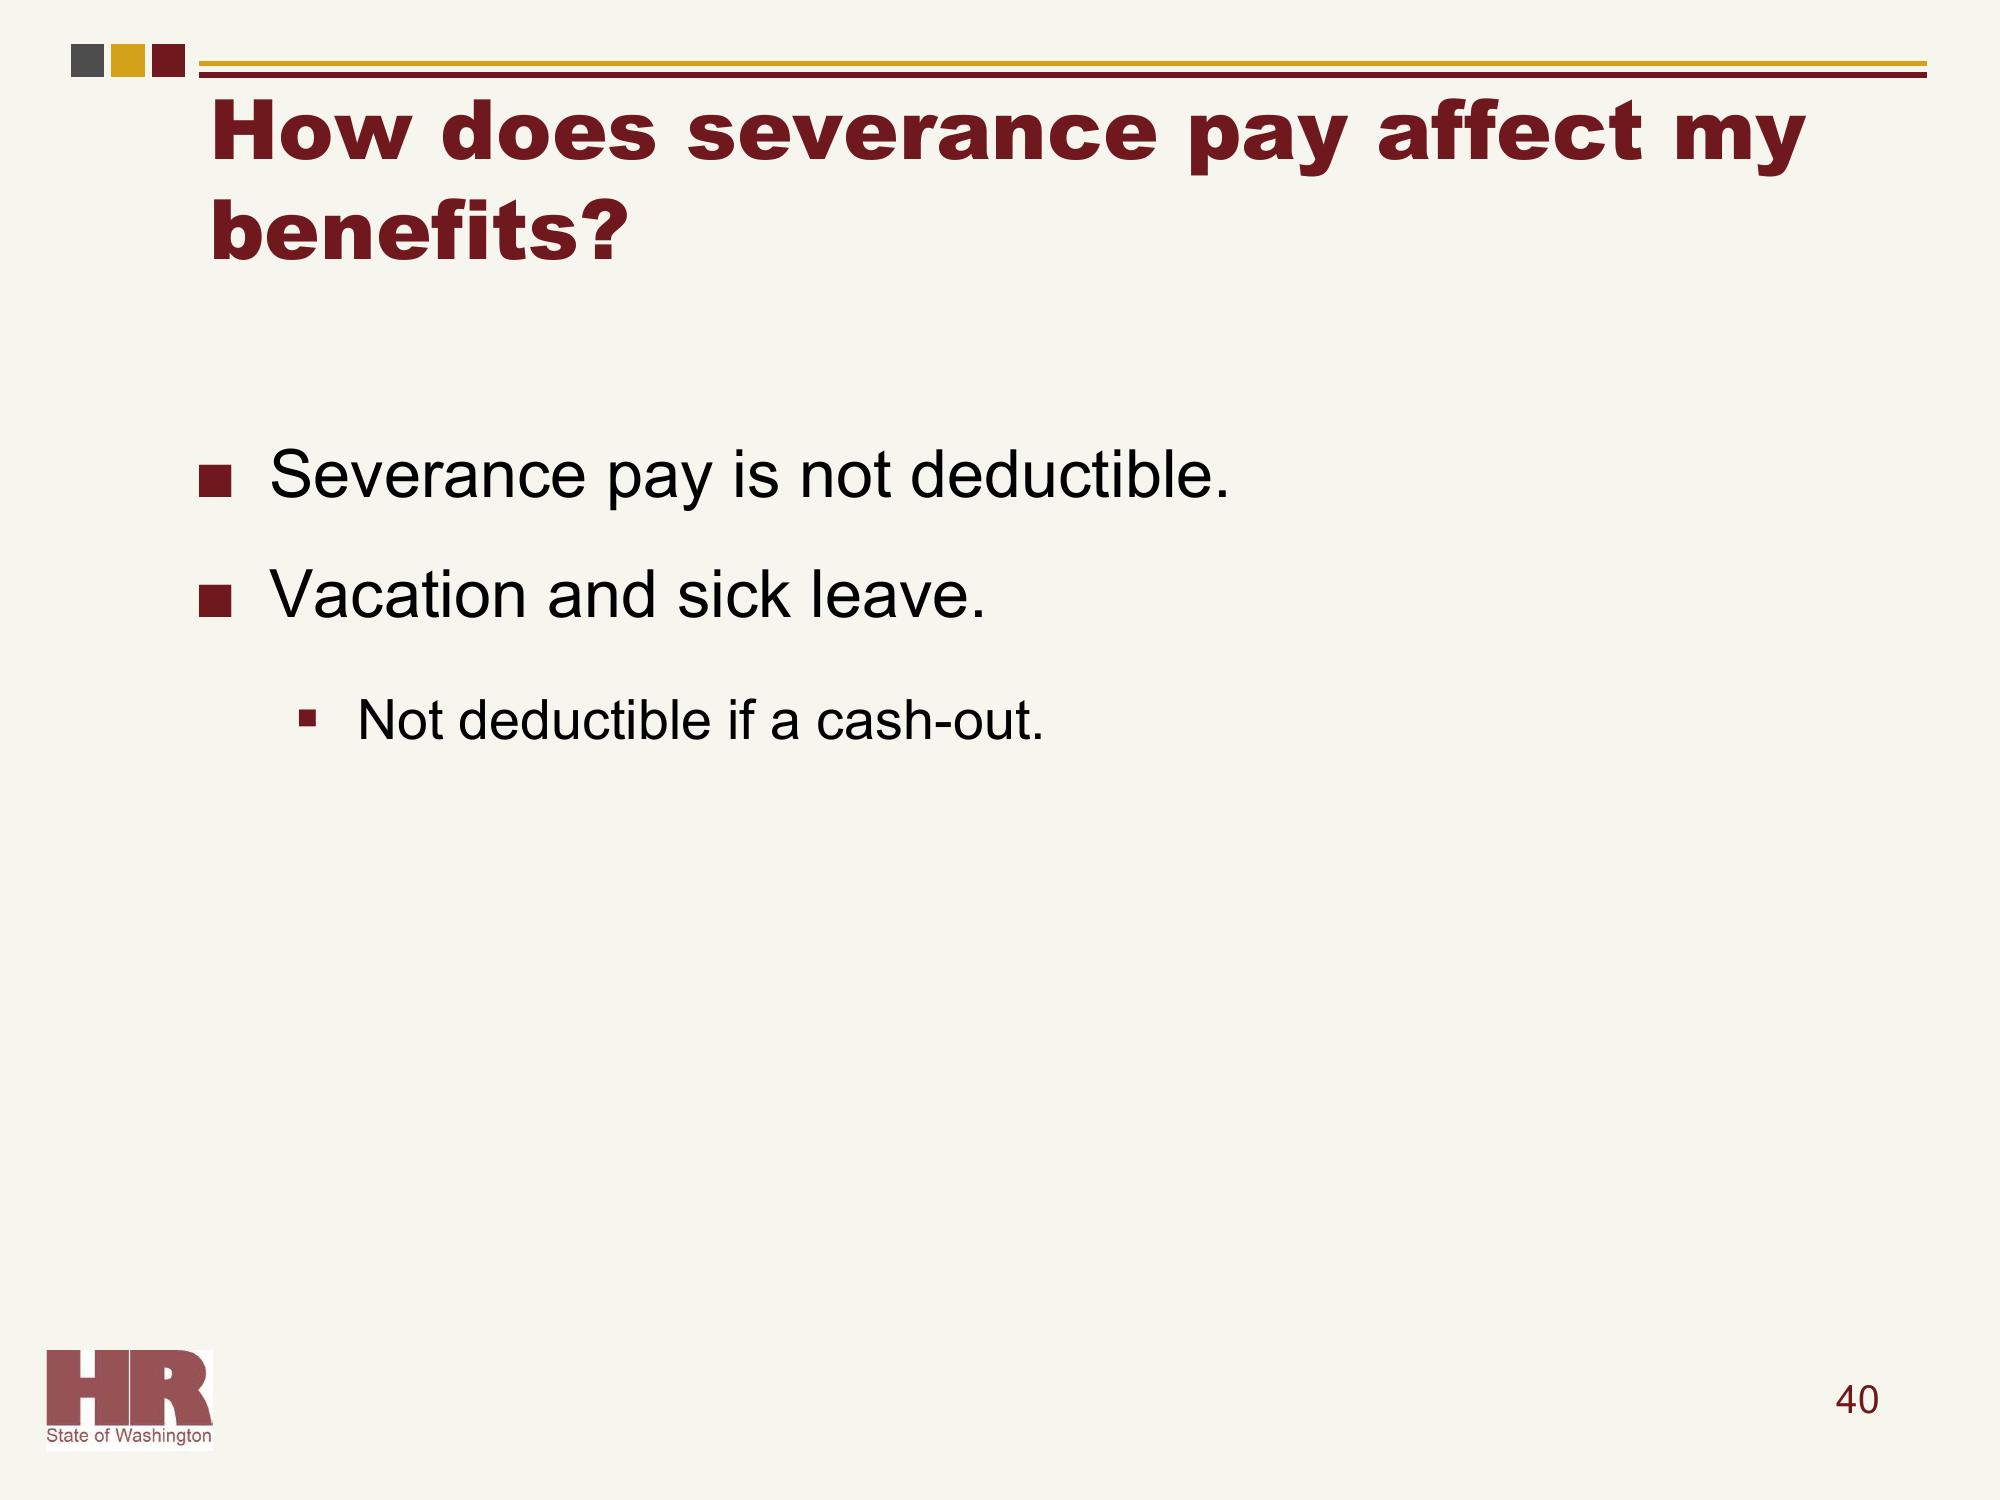 How does severance pay affect my
benefits?
Severance pay is not deductible.
Vacation and sick leave.
Not deductible if a cash-out.
HR
State of Washington
40